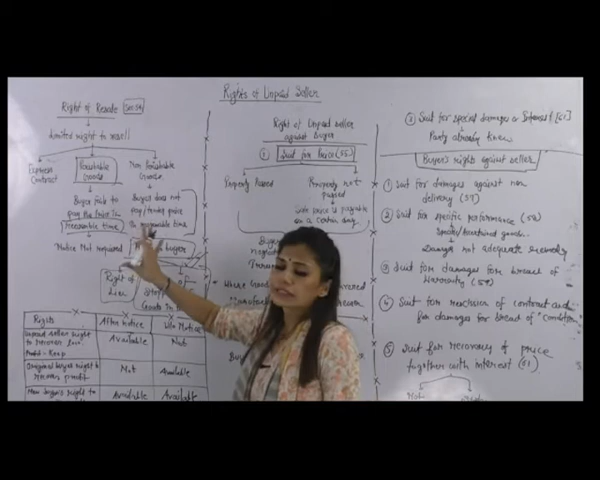 Rights of Unpaid Seller
Right of Resale Sec 54
Limited right to resell
Express
Contract
Perishable
Goods
Non Perishable
Goods
Buyer fails to
pay the price in
Reasonable time
Buyer does not
pay/tender price
in reasonable time
Notice Not required
buyer
Right of
Lien
Goods in
Rights
After Notice
W/o Notice
Unpaid seller right
to recover loss
Available
Not
Profit - Keep
Original buyer right to
recover profit
Not
Available
New buyer's right to
Available
Available
Right of Unpaid Seller
against Buyer
① Suit for price (55)
Property Passed
Property not
passed
price is payable
on a certain day
Where Good
③ Suit for special damages or Interest [61]
Party already knew
Buyer's rights against seller
① Suit for damages against non
delivery (57)
② Suit for specific performance (58)
Specific/Ascertained goods
Damages not adequate remedy
③ Suit for damages for breach of
Warranty (59)
④ Suit for rescission of contract and
for damages for breach of "Condition"
⑤ Suit for recovery of price
together with interest (61)